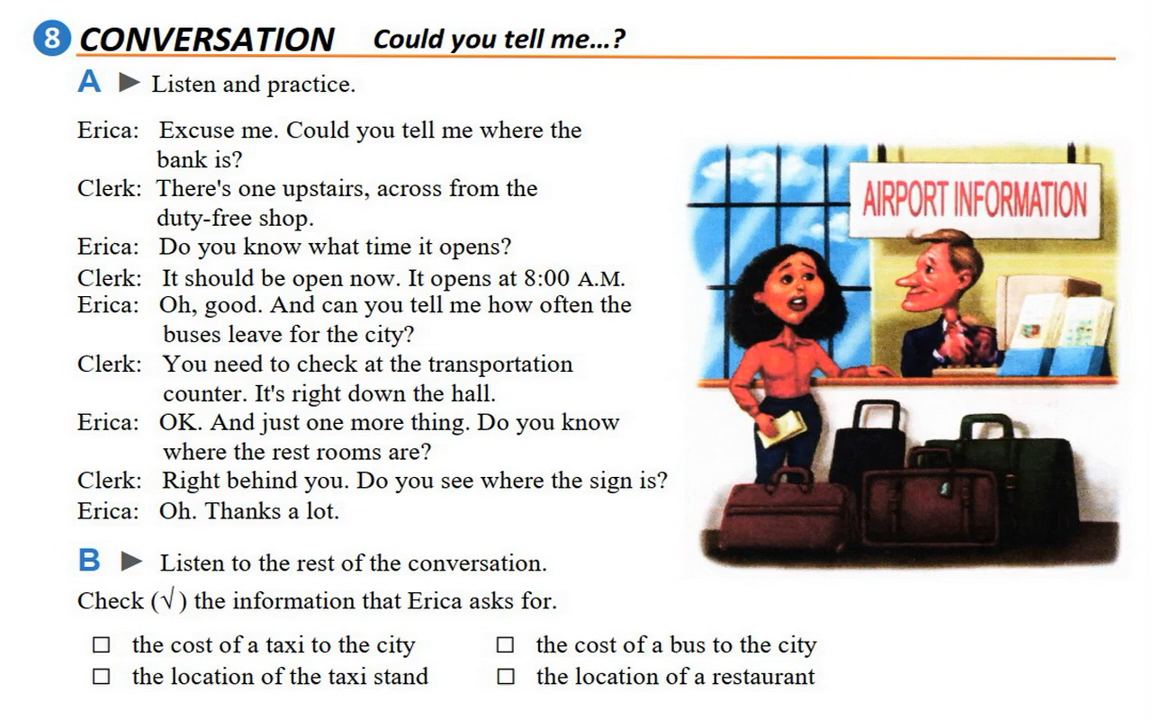 8 CONVERSATION Could you tell me...?
A ▶ Listen and practice.
Erica: Excuse me. Could you tell me where the
bank is?
Clerk: There's one upstairs, across from the
duty-free shop.
Erica: Do you know what time it opens?
Clerk: It should be open now. It opens at 8:00 A.M.
Erica: Oh, good. And can you tell me how often the
buses leave for the city?
Clerk: You need to check at the transportation
counter. It's right down the hall.
Erica: OK. And just one more thing. Do you know
where the rest rooms are?
Clerk: Right behind you. Do you see where the sign is?
Erica: Oh. Thanks a lot.
AIRPORT INFORMATION
B ▶ Listen to the rest of the conversation.
Check (√) the information that Erica asks for.
☐ the cost of a taxi to the city ☐ the cost of a bus to the city
☐ the location of the taxi stand ☐ the location of a restaurant